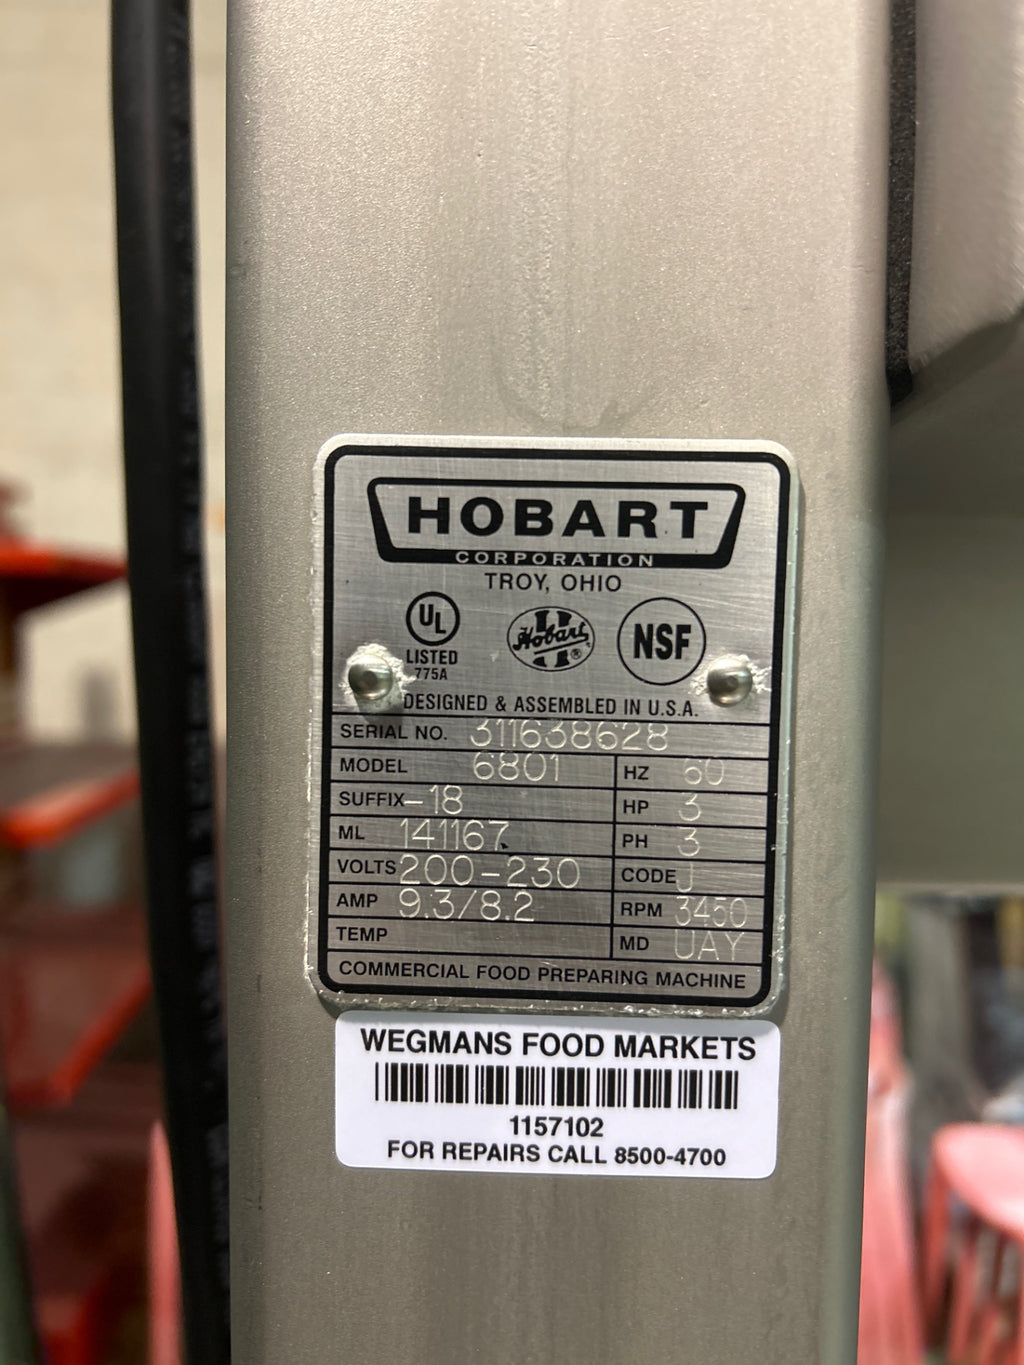 HOBART
CORPORATION
TROY, OHIO
UL
LISTED
775A
Hobart ®
NSF
DESIGNED & ASSEMBLED IN U.S.A.
SERIAL NO. 311638628
MODEL 6801 HZ 60
SUFFIX -18 HP 3
ML 141167 PH 3
VOLTS 200-230 CODE J
AMP 9.3/8.2 RPM 3450
TEMP MD UAY
COMMERCIAL FOOD PREPARING MACHINE
WEGMANS FOOD MARKETS
1157102
FOR REPAIRS CALL 8500-4700